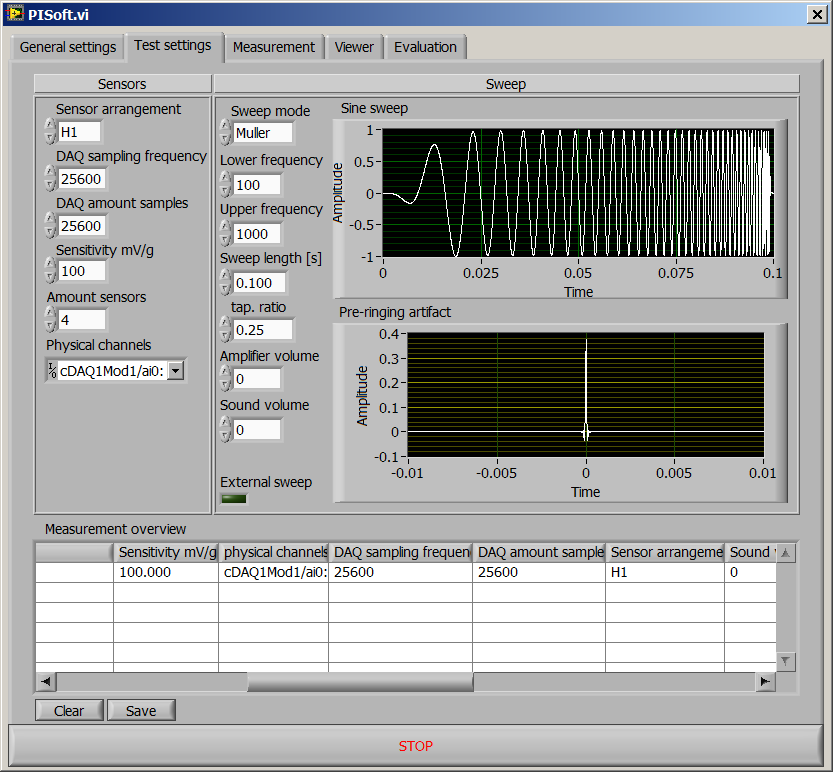 PISoft.vi
General settings
Test settings
Measurement
Viewer
Evaluation
Sensors
Sensor arrangement
H1
DAQ sampling frequency
25600
DAQ amount samples
25600
Sensitivity mV/g
100
Amount sensors
4
Physical channels
I/0 cDAQ1Mod1/ai0:
Sweep
Sweep mode
Muller
Lower frequency
100
Upper frequency
1000
Sweep length [s]
0.100
tap. ratio
0.25
Amplifier volume
0
Sound volume
0
External sweep
Sine sweep
Amplitude
1
0.5
0
-0.5
-1
0 0.025 0.05 0.075 0.1
Time
Pre-ringing artifact
Amplitude
0.4
0.3
0.2
0.1
0
-0.1
-0.01 -0.005 0 0.005 0.01
Time
Measurement overview
Sensitivity mV/g physical channels DAQ sampling frequen DAQ amount sample Sensor arrangeme Sound
100.000 cDAQ1Mod1/ai0: 25600 25600 H1 0
Clear
Save
STOP